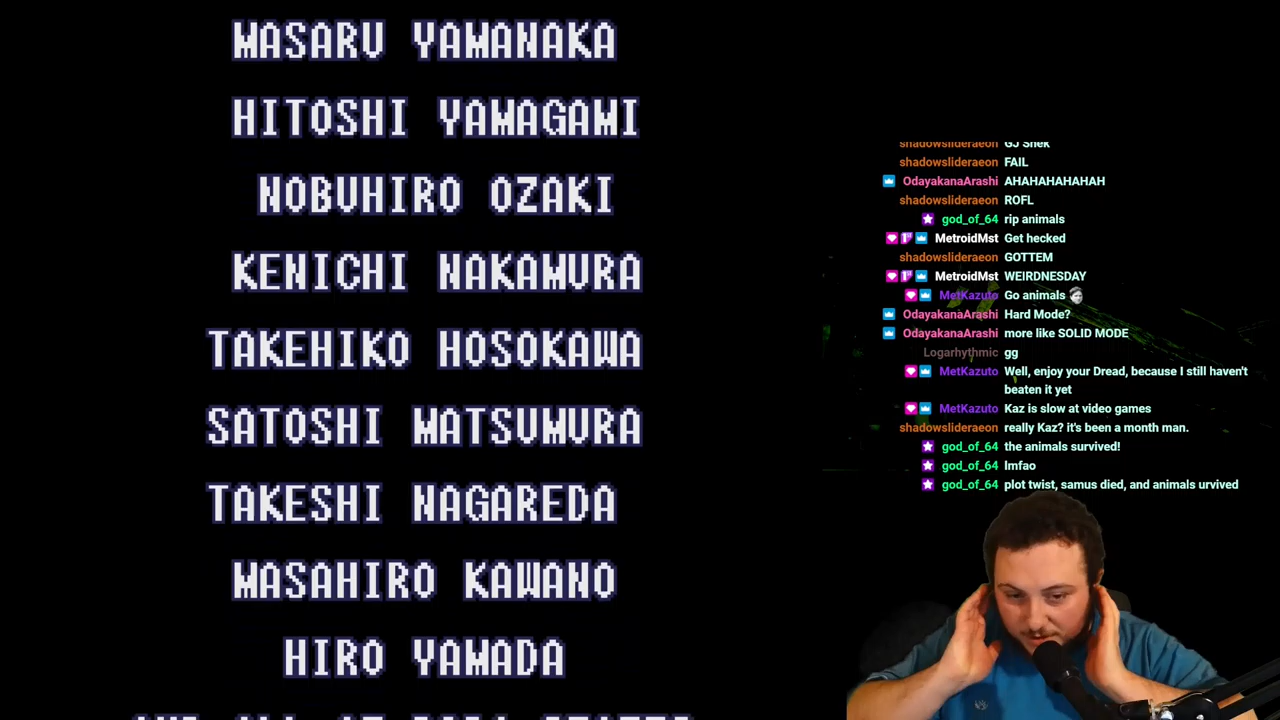 MASARU YAMANAKA
HITOSHI YAMAGAMI
NOBUHIRO OZAKI
KENICHI NAKAMURA
TAKEHIKO HOSOKAWA
SATOSHI MATSUMURA
TAKESHI NAGAREDA
MASAHIRO KAWANO
HIRO YAMADA
shadowslideraeon GJ Shek
shadowslideraeon FAIL
OdayakanaArashi AHAHAHAHAHAH
shadowslideraeon ROFL
god_of_64 rip animals
MetroidMst Get hecked
shadowslideraeon GOTTEM
MetroidMst WEIRDNESDAY
MetKazuto Go animals
OdayakanaArashi Hard Mode?
OdayakanaArashi more like SOLID MODE
Logarhythmic gg
MetKazuto Well, enjoy your Dread, because I still haven't
beaten it yet
MetKazuto Kaz is slow at video games
shadowslideraeon really Kaz? it's been a month man.
god_of_64 the animals survived!
god_of_64 lmfao
god_of_64 plot twist, samus died, and animals urvived